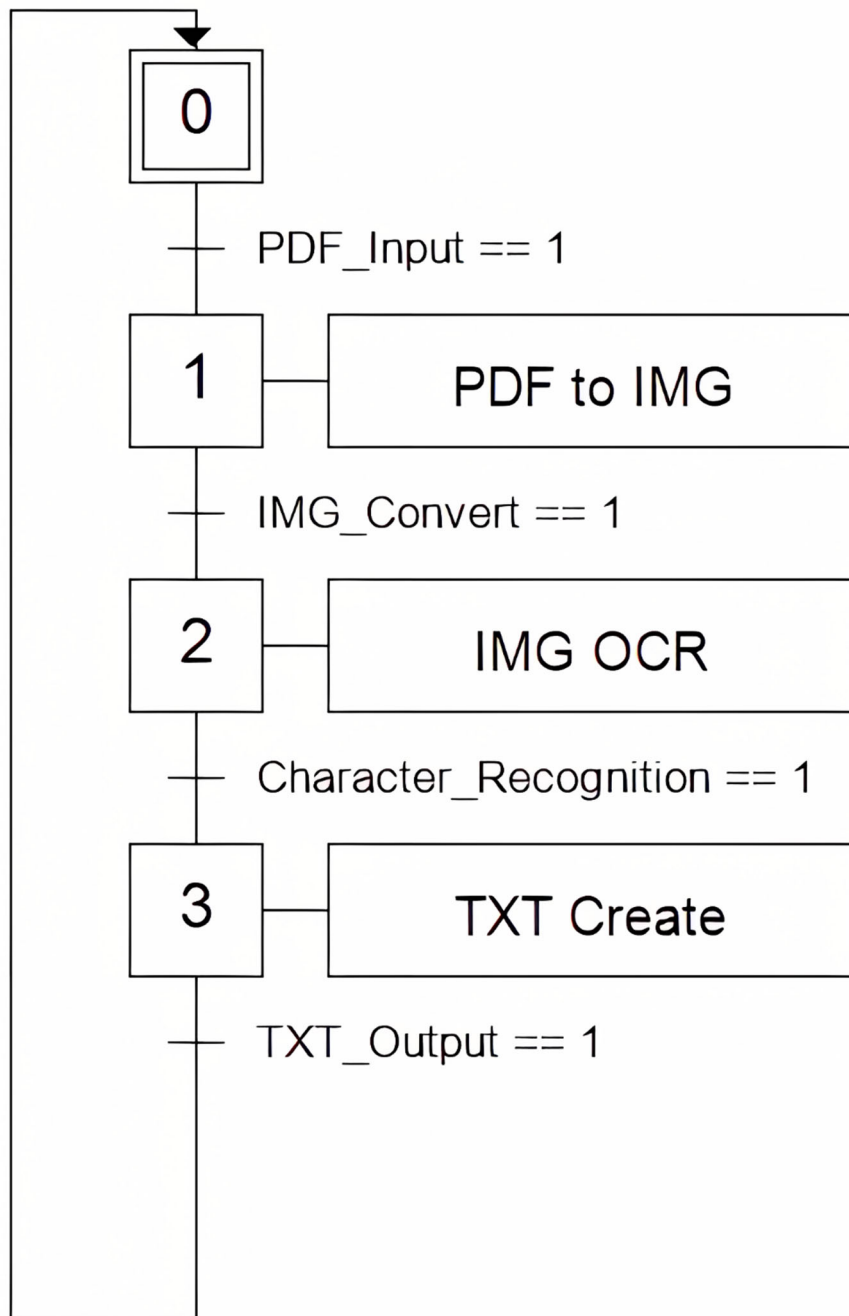 0
PDF_Input == 1
1
PDF to IMG
IMG_Convert == 1
2
IMG OCR
Character_Recognition == 1
3
TXT Create
TXT_Output == 1